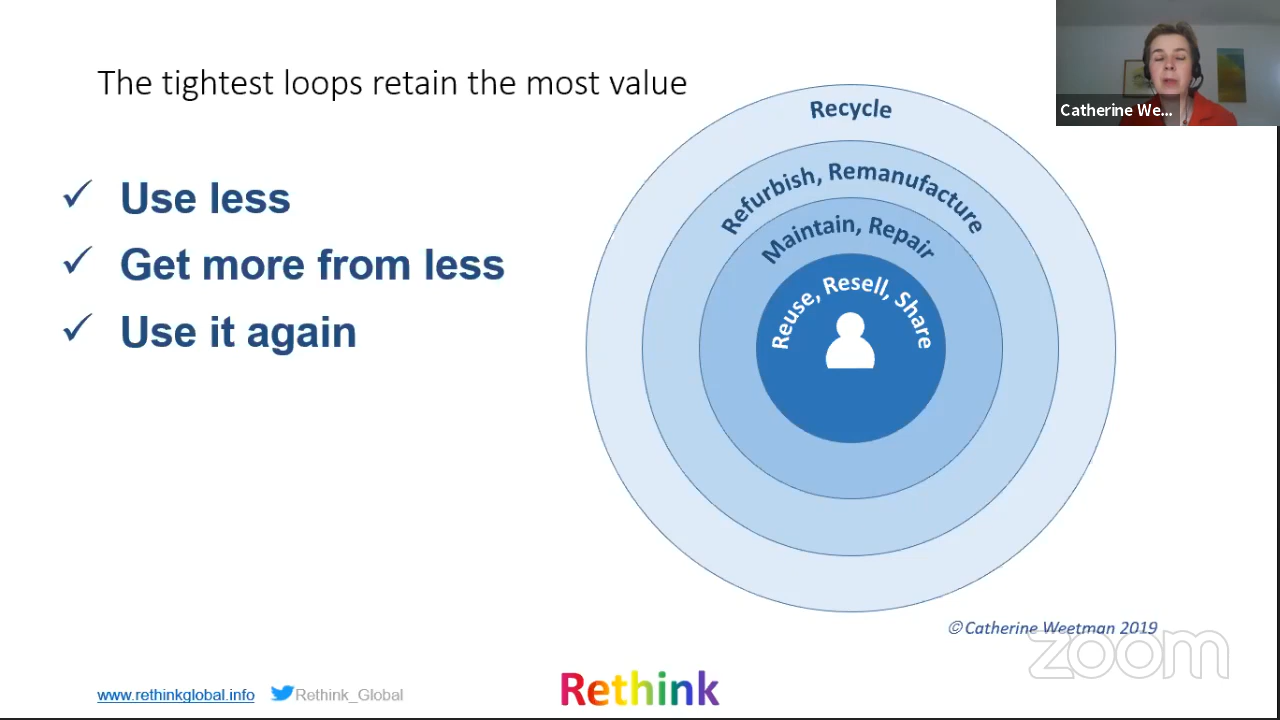 The tightest loops retain the most value
Use less
Get more from less
Use it again
Recycle
Refurbish, Remanufacture
Maintain, Repair
Reuse, Resell, Share
Catherine We...
©Catherine Weetman 2019
zoom
www.rethinkglobal.info
Rethink_Global
Rethink